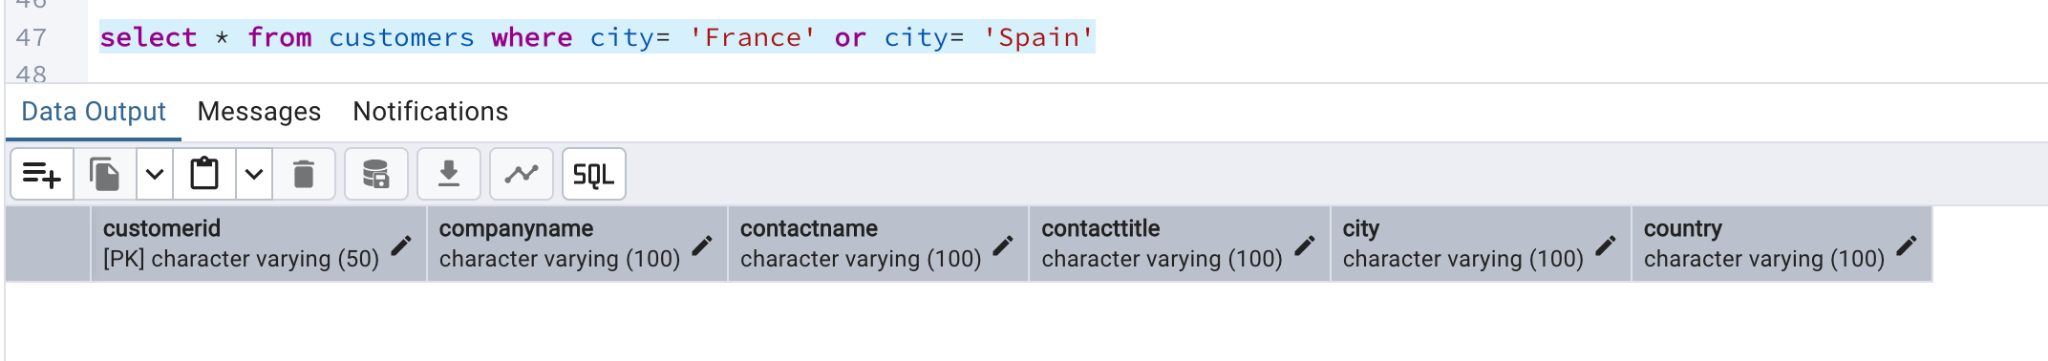 46
47 select * from customers where city= 'France' or city= 'Spain'
48
Data Output Messages Notifications
SQL
customerid companyname contactname contacttitle city country
[PK] character varying (50) character varying (100) character varying (100) character varying (100) character varying (100) character varying (100)